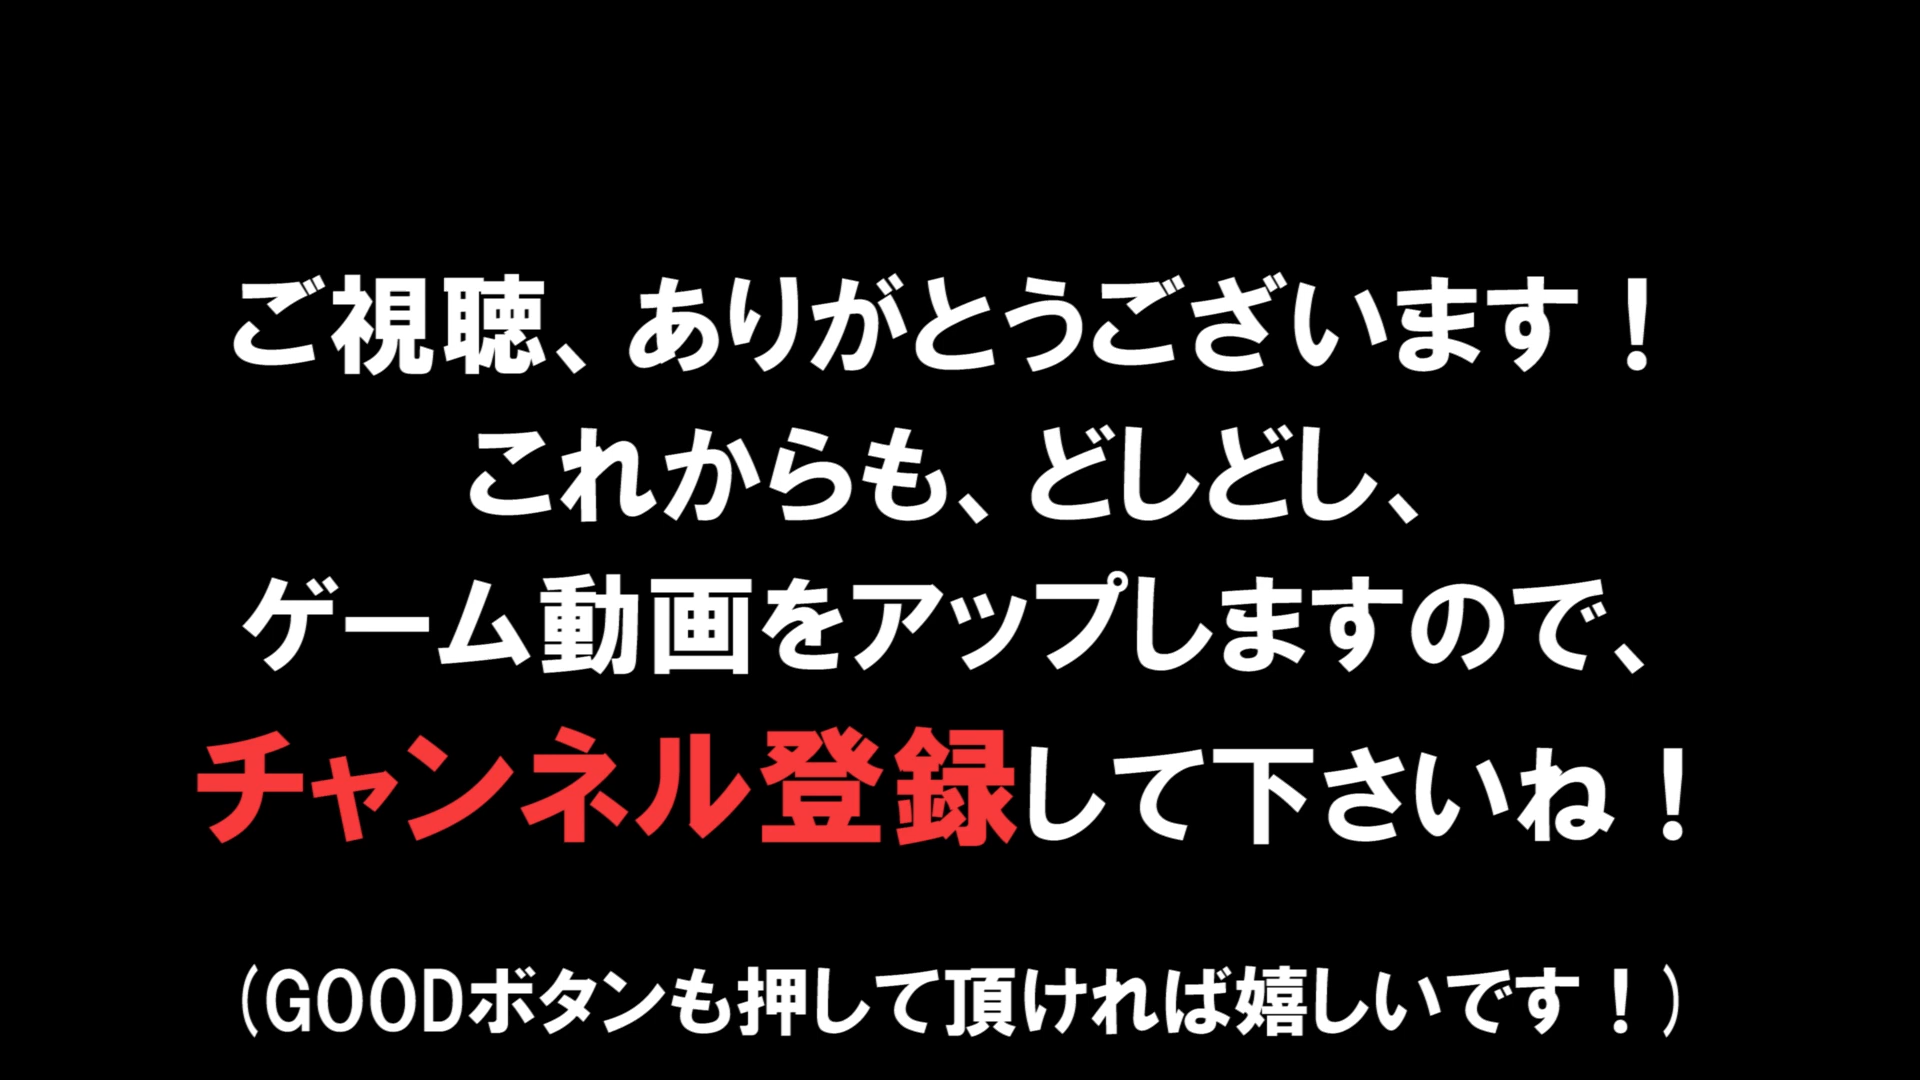 ご視聴、ありがとうございます！
これからも、どしどし、
ゲーム動画をアップしますので、
チャンネル登録して下さいね！
(GOODボタンも押して頂ければ嬉しいです！)